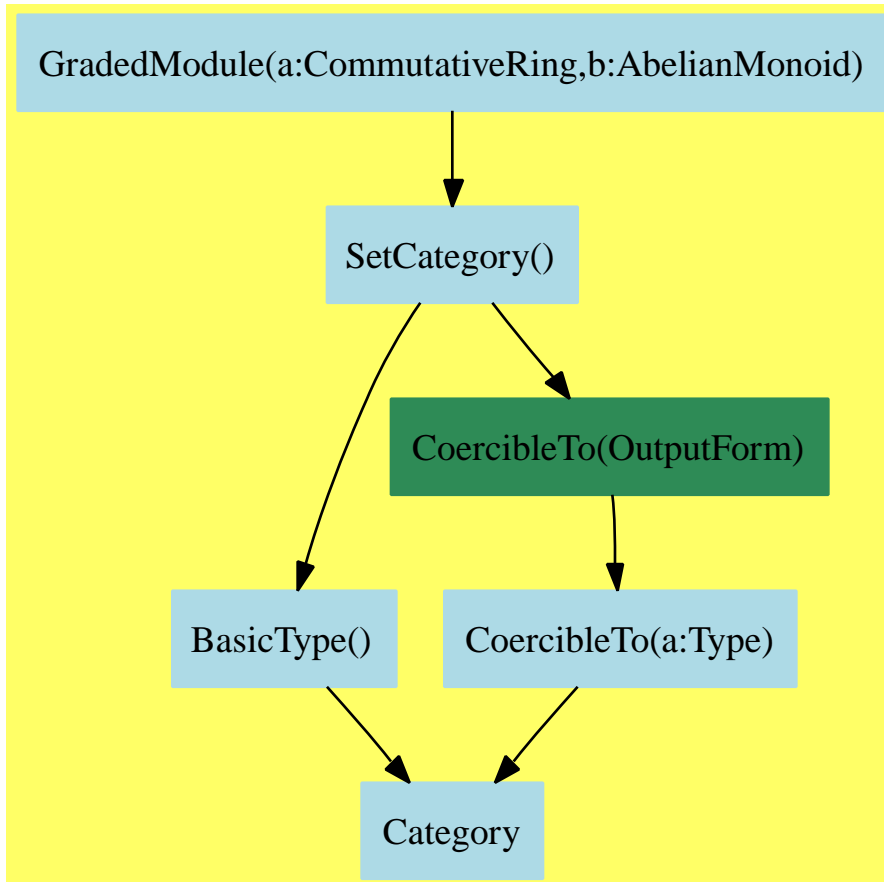 GradedModule(a:CommutativeRing,b:AbelianMonoid)
SetCategory()
CoercibleTo(OutputForm)
BasicType()
CoercibleTo(a:Type)
Category